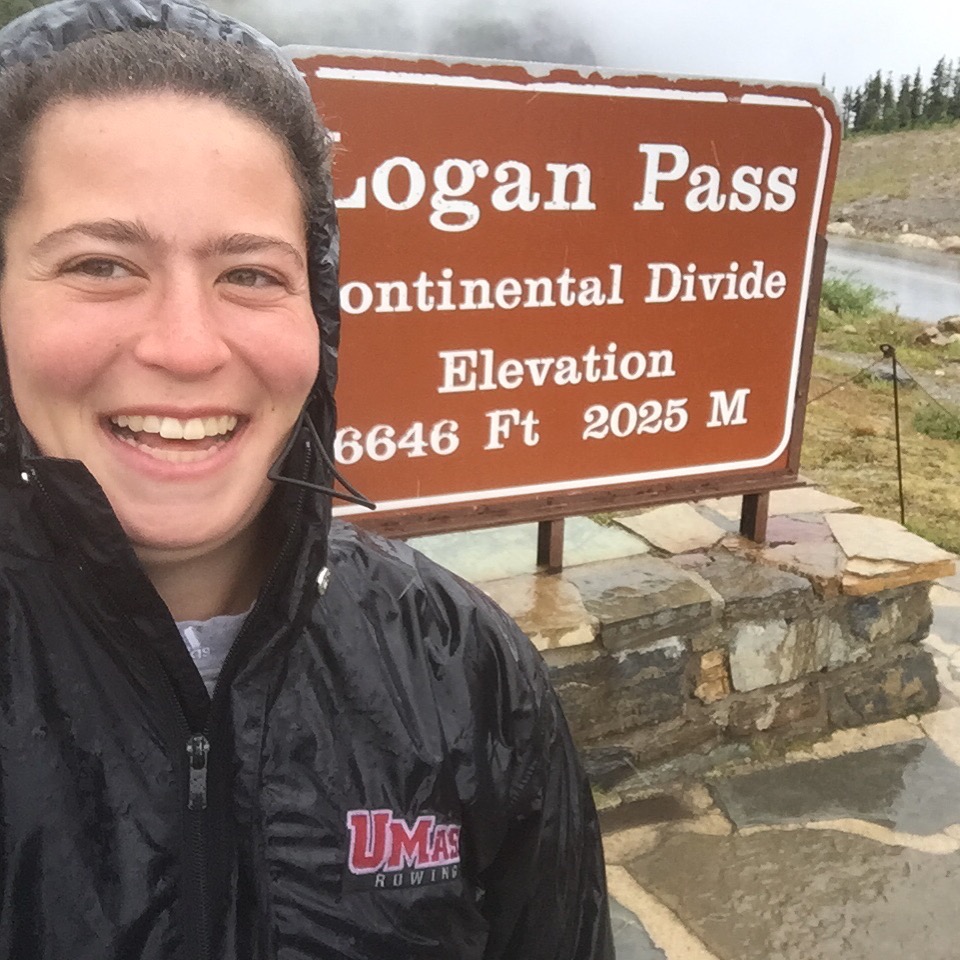 Logan Pass
ontinental Divide
Elevation
6646 Ft 2025 M
UMAS
ROWING